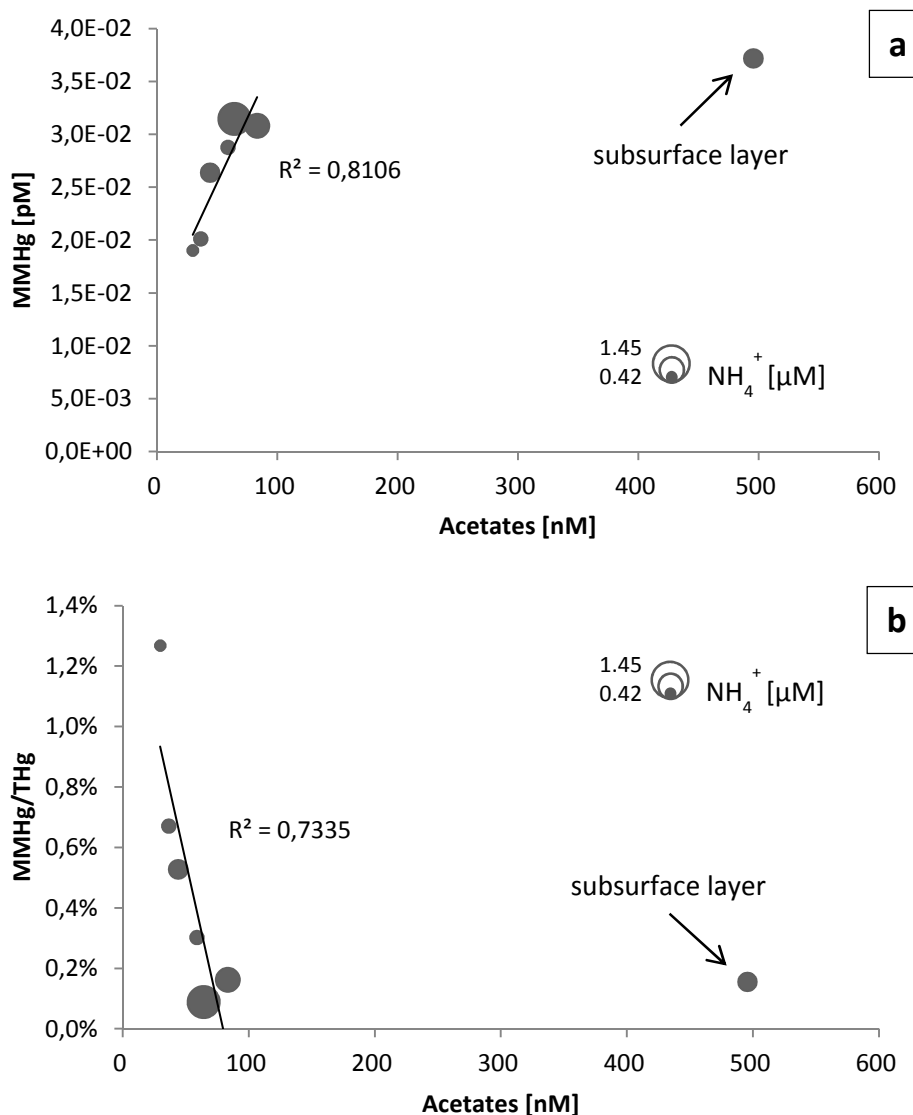 a
4,0E-02
3,5E-02
3,0E-02
2,5E-02
2,0E-02
1,5E-02
1,0E-02
5,0E-03
0,0E+00
MMHg [pM]
subsurface layer
R² = 0,8106
1.45
0.42
NH₄⁺ [µM]
0 100 200 300 400 500 600
Acetates [nM]
b
1,4%
1,2%
1,0%
0,8%
0,6%
0,4%
0,2%
0,0%
MMHg/THg
1.45
0.42
NH₄⁺ [µM]
R² = 0,7335
subsurface layer
0 100 200 300 400 500 600
Acetates [nM]